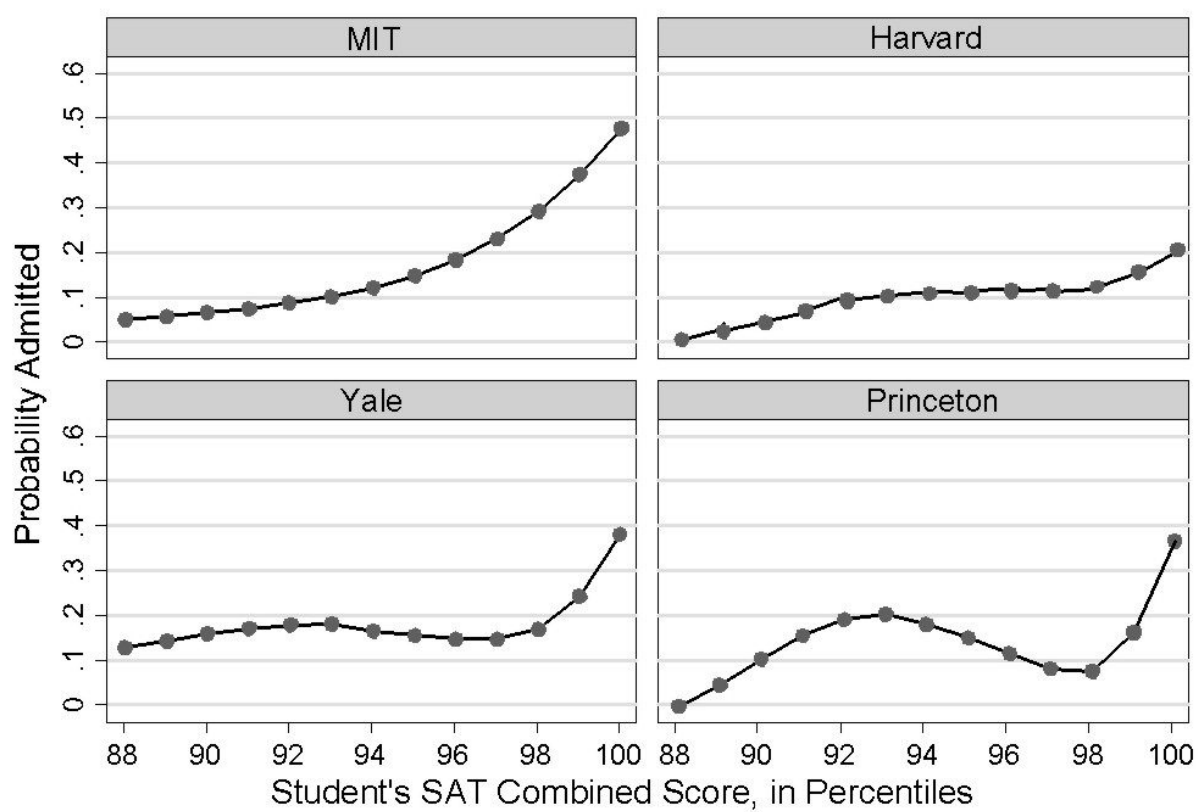 MIT
Harvard
.6
.5
.4
.3
.2
.1
0
Yale
Princeton
.6
.5
.4
.3
.2
.1
0
Probability Admitted
88 90 92 94 96 98 100 88 90 92 94 96 98 100
Student's SAT Combined Score, in Percentiles